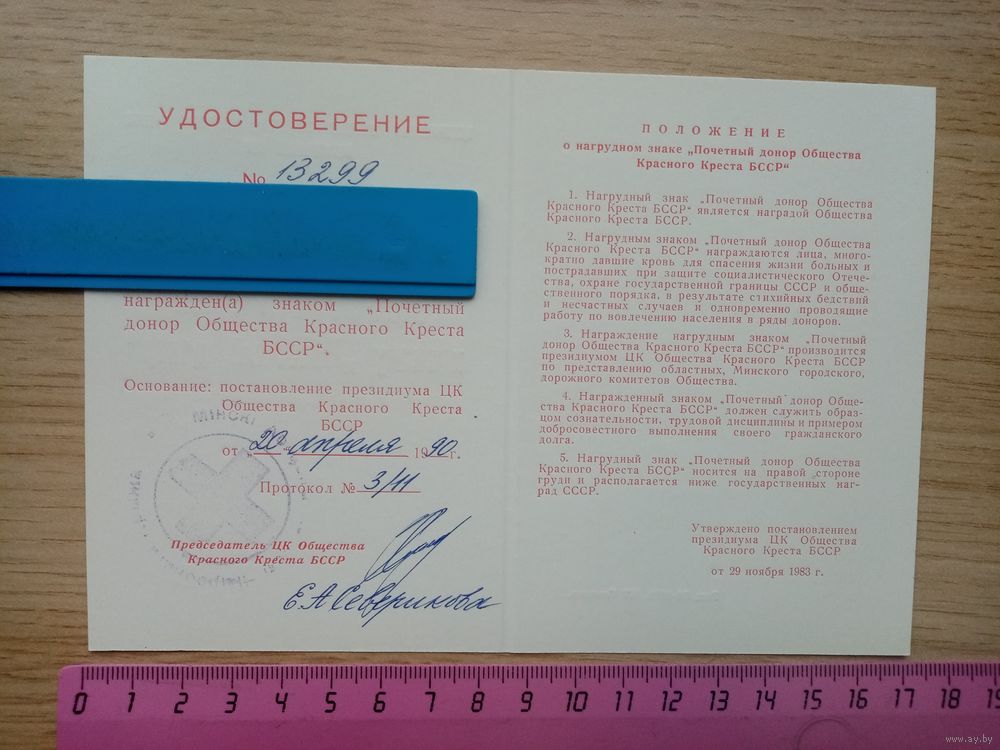 УДОСТОВЕРЕНИЕ
№ 13299
награжден(а) знаком „Почетный
донор Общества Красного Креста
БССР“.
Основание: постановление президиума ЦК
Общества Красного Креста
БССР
от „20“ апреля 1990 г.
Протокол № 3/11
Председатель ЦК Общества
Красного Креста БССР
Е.А Северикова
ПОЛОЖЕНИЕ
о нагрудном знаке „Почетный донор Общества
Красного Креста БССР“
1. Нагрудный знак „Почетный донор Общества
Красного Креста БССР“ является наградой Общества
Красного Креста БССР.
2. Нагрудным знаком „Почетный донор Общества
Красного Креста БССР“ награждаются лица, много-
кратно давшие кровь для спасения жизни больных и
пострадавших при защите социалистического Отече-
ства, охране государственной границы СССР и обще-
ственного порядка, в результате стихийных бедствий
и несчастных случаев и одновременно проводящие
работу по вовлечению населения в ряды доноров.
3. Награждение нагрудным знаком „Почетный
донор Общества Красного Креста БССР“ производится
президиумом ЦК Общества Красного Креста БССР
по представлению областных, Минского городского,
дорожного комитетов Общества.
4. Награжденный знаком „Почетный донор Обще-
ства Красного Креста БССР“ должен служить образ-
цом сознательности, трудовой дисциплины и примером
добросовестного выполнения своего гражданского
долга.
5. Нагрудный знак „Почетный донор Общества
Красного Креста БССР“ носится на правой стороне
груди и располагается ниже государственных наг-
рад СССР.
Утверждено постановлением
президиума ЦК Общества
Красного Креста БССР
от 29 ноября 1983 г.
0 1 2 3 4 5 6 7 8 9 10 11 12 13 14 15 16 17 18 19
www.ay.by